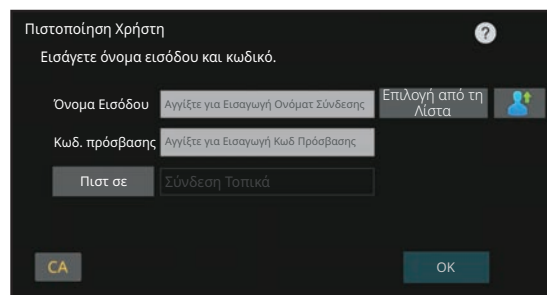 Πιστοποίηση Χρήστη
?
Εισάγετε όνομα εισόδου και κωδικό.
Όνομα Εισόδου
Αγγίξτε για Εισαγωγή Ονόματ Σύνδεσης
Επιλογή από τη
Λίστα
Κωδ. πρόσβασης
Αγγίξτε για Εισαγωγή Κωδ Πρόσβασης
Πιστ σε
Σύνδεση Τοπικά
CA
OK